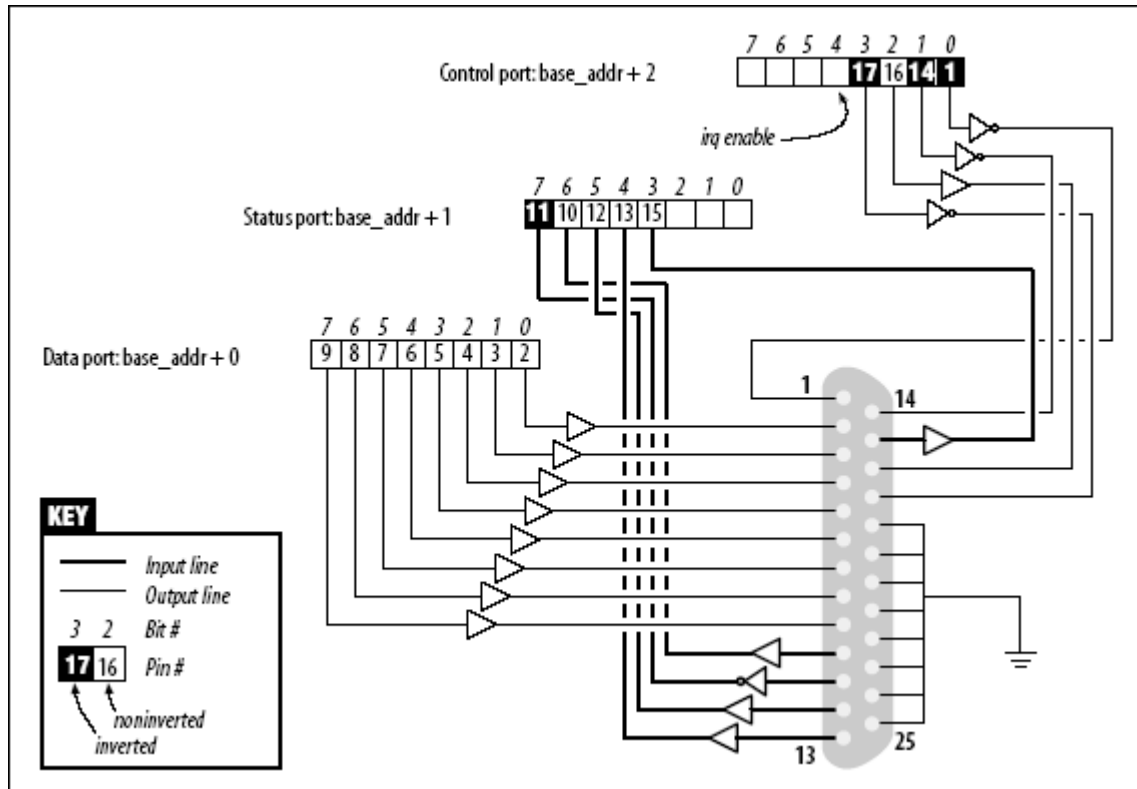 7 6 5 4 3 2 1 0
Control port: base_addr + 2
17 16 14 1
irq enable
7 6 5 4 3 2 1 0
Status port: base_addr + 1
11 10 12 13 15
7 6 5 4 3 2 1 0
Data port: base_addr + 0
9 8 7 6 5 4 3 2
1
14
KEY
Input line
Output line
3 2 Bit #
17 16 Pin #
noninverted
inverted
13
25